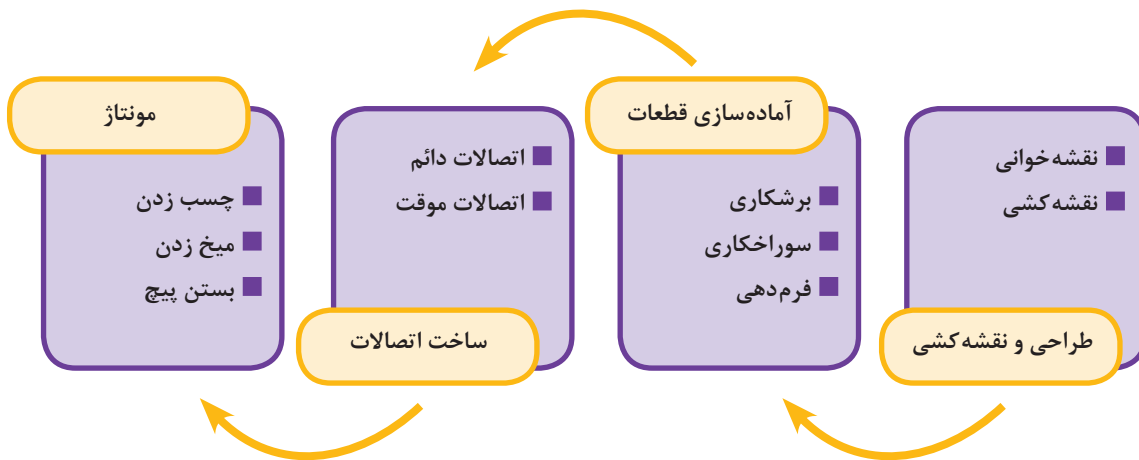 نقشه‌خوانی
نقشه‌کشی
طراحی و نقشه‌کشی
آماده‌سازی قطعات
برشکاری
سوراخکاری
فرم‌دهی
اتصالات دائم
اتصالات موقت
ساخت اتصالات
مونتاژ
چسب زدن
میخ زدن
بستن پیچ